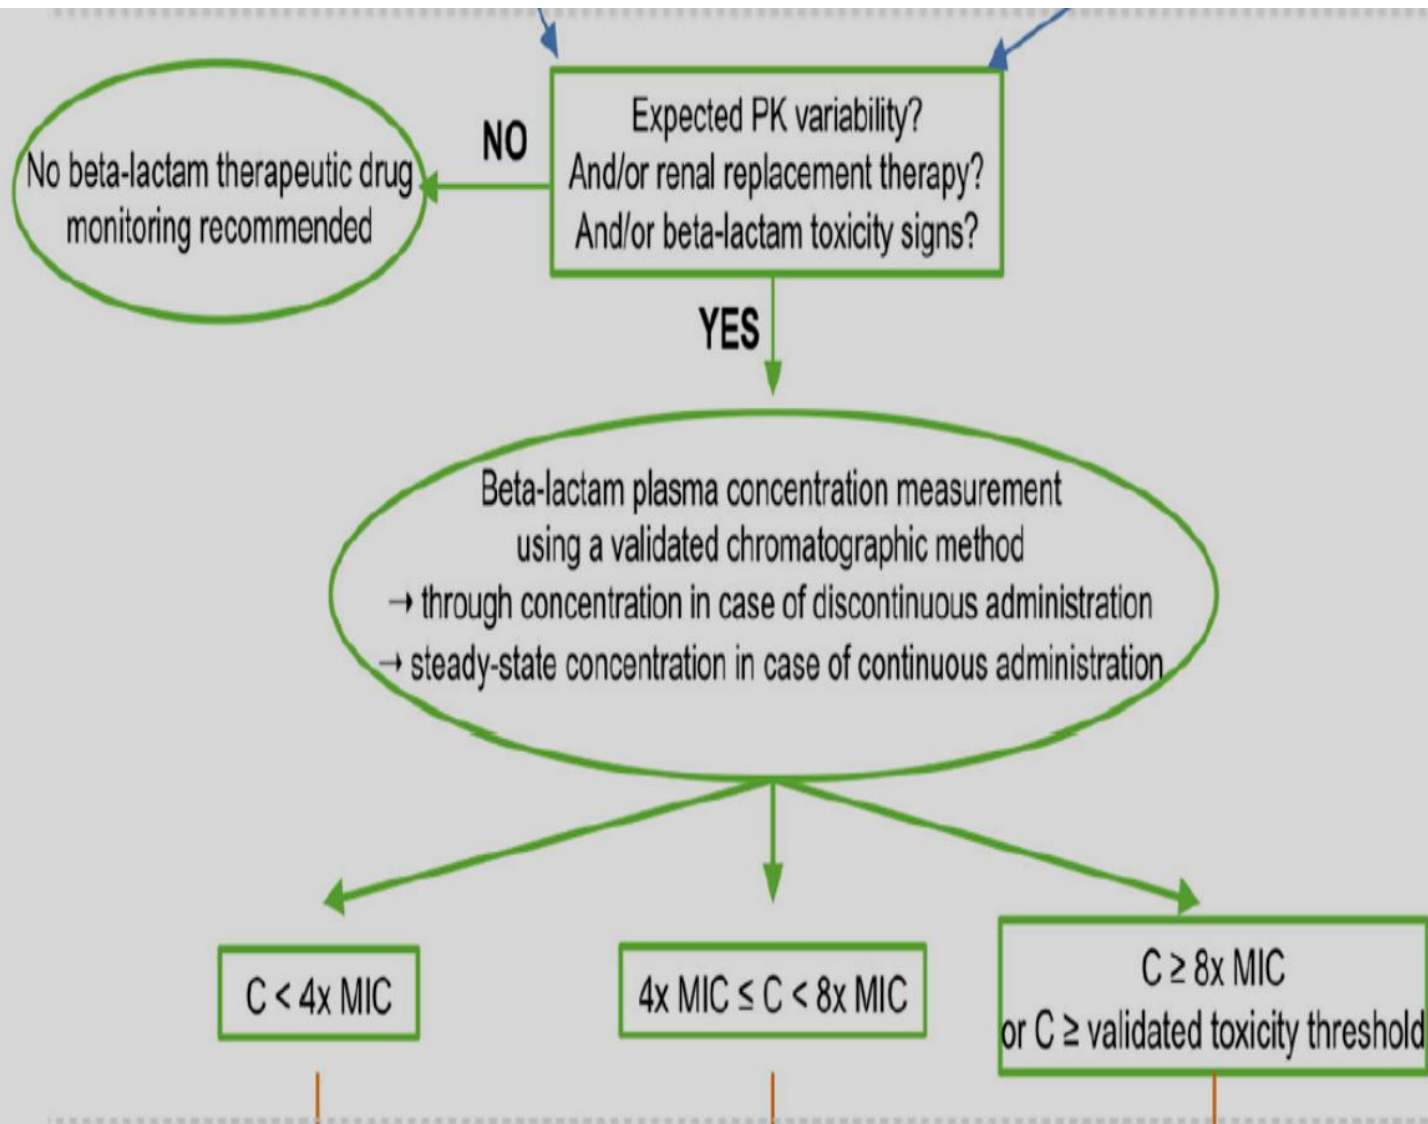 Expected PK variability?
And/or renal replacement therapy?
And/or beta-lactam toxicity signs?
NO
No beta-lactam therapeutic drug
monitoring recommended
YES
Beta-lactam plasma concentration measurement
using a validated chromatographic method
→ through concentration in case of discontinuous administration
→ steady-state concentration in case of continuous administration
C < 4x MIC
4x MIC ≤ C < 8x MIC
C ≥ 8x MIC
or C ≥ validated toxicity threshold